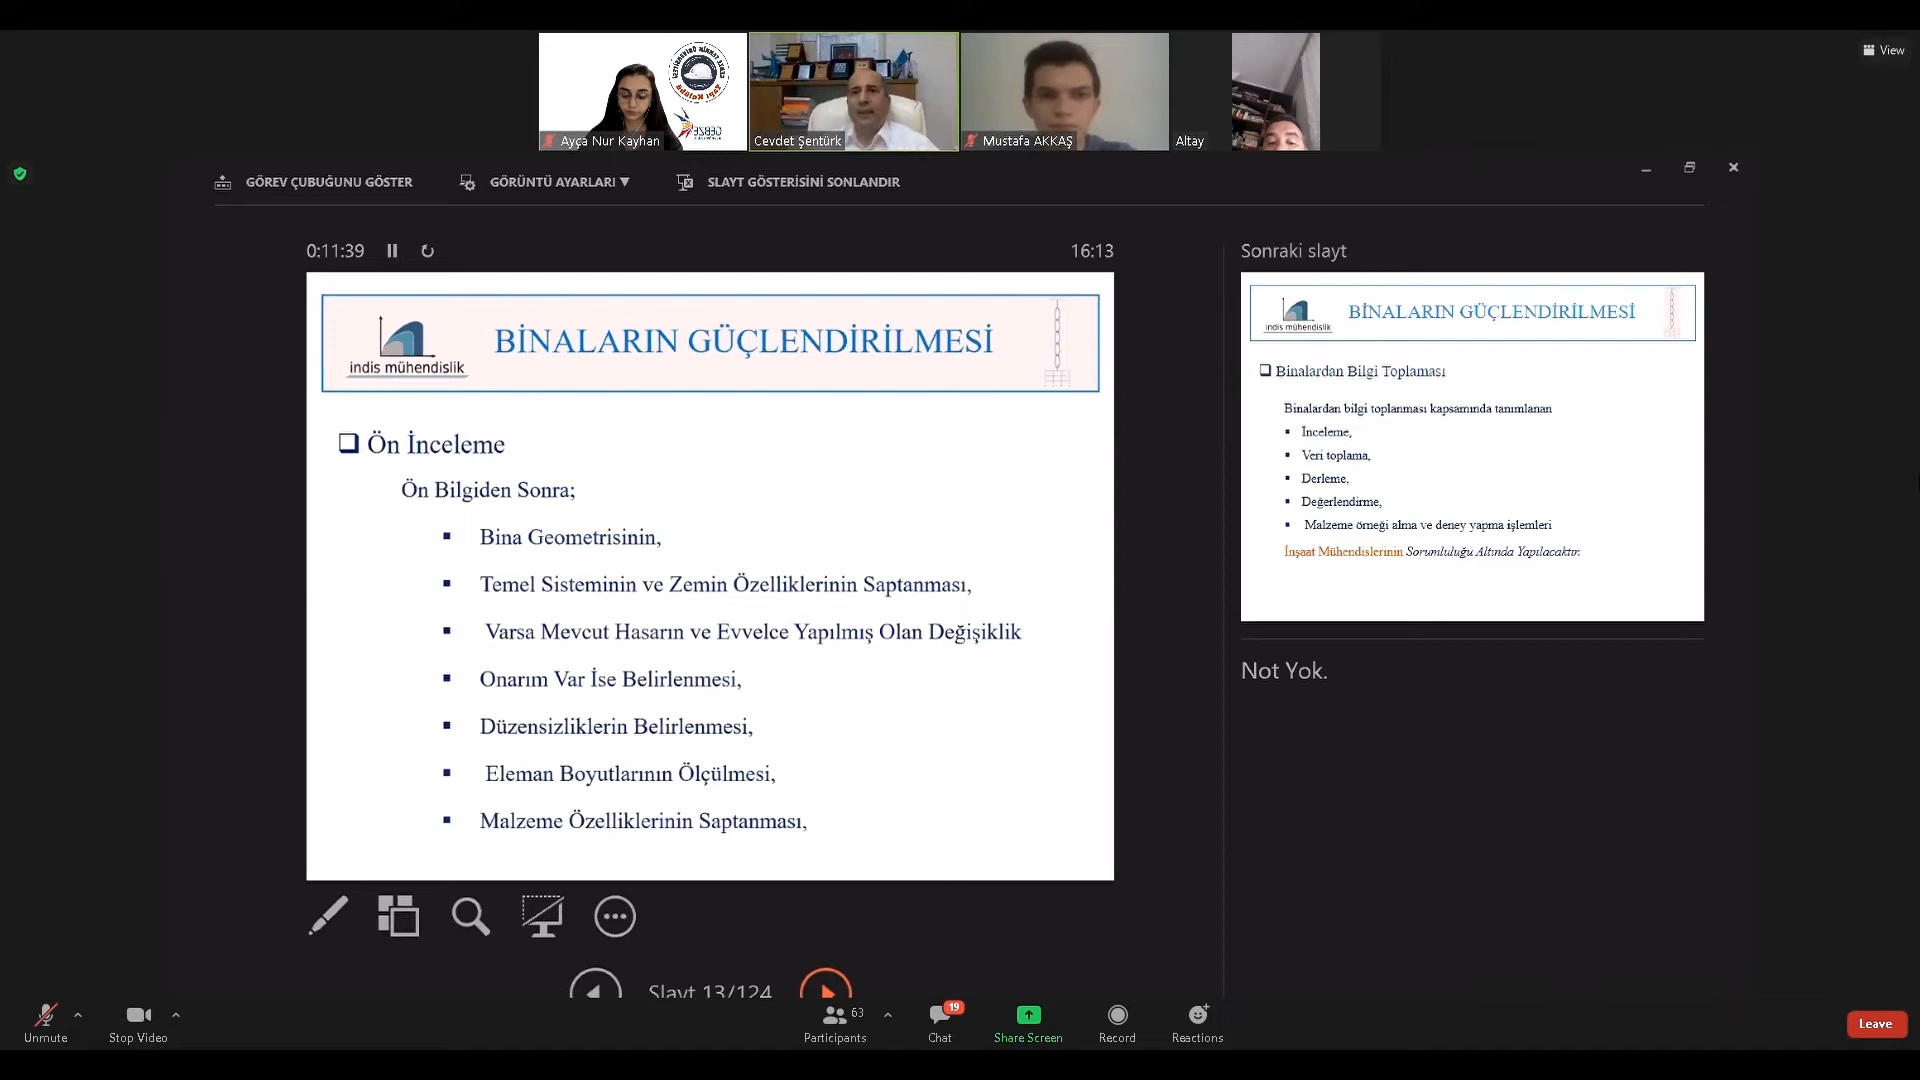 View
Ayça Nur Kayhan
Cevdet Şentürk
Mustafa AKKAŞ
Altay
GÖREV ÇUBUĞUNU GÖSTER
GÖRÜNTÜ AYARLARI ▼
SLAYT GÖSTERİSİNİ SONLANDIR
0:11:39
16:13
indis mühendislik
BİNALARIN GÜÇLENDİRİLMESİ
❑ Ön İnceleme
Ön Bilgiden Sonra;
▪ Bina Geometrisinin,
▪ Temel Sisteminin ve Zemin Özelliklerinin Saptanması,
▪ Varsa Mevcut Hasarın ve Evvelce Yapılmış Olan Değişiklik
▪ Onarım Var İse Belirlenmesi,
▪ Düzensizliklerin Belirlenmesi,
▪ Eleman Boyutlarının Ölçülmesi,
▪ Malzeme Özelliklerinin Saptanması,
Slayt 13/124
Sonraki slayt
indis mühendislik
BİNALARIN GÜÇLENDİRİLMESİ
❑ Binalardan Bilgi Toplaması
Binalardan bilgi toplanması kapsamında tanımlanan
▪ İnceleme,
▪ Veri toplama,
▪ Derleme,
▪ Değerlendirme,
▪ Malzeme örneği alma ve deney yapma işlemleri
İnşaat Mühendislerinin Sorumluluğu Altında Yapılacaktır.
Not Yok.
Unmute
Stop Video
63
Participants
19
Chat
Share Screen
Record
Reactions
Leave